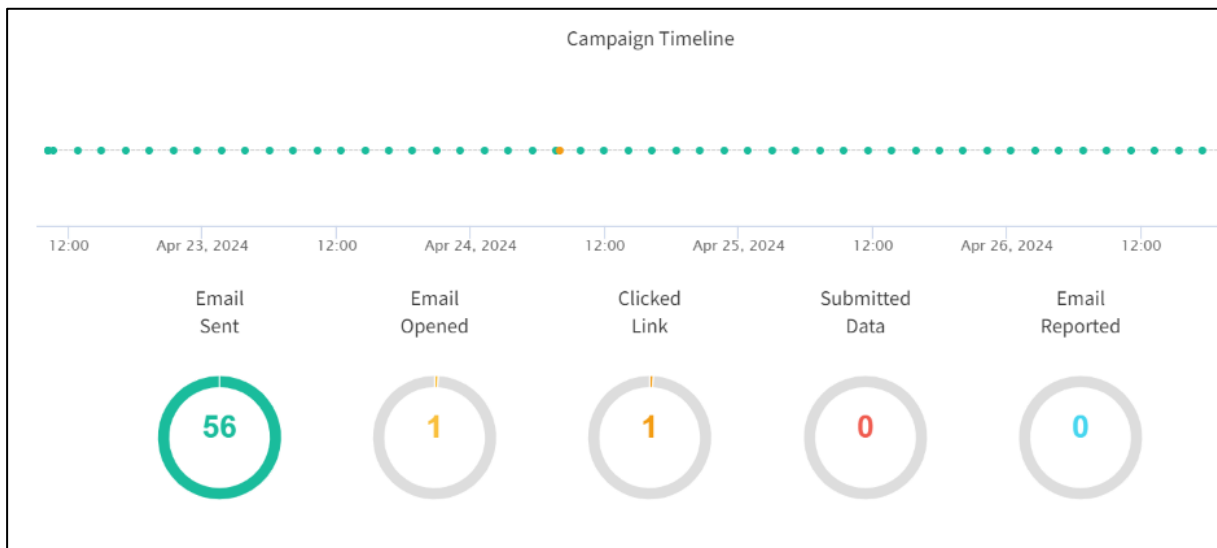 Campaign Timeline
12:00 Apr 23, 2024 12:00 Apr 24, 2024 12:00 Apr 25, 2024 12:00 Apr 26, 2024 12:00
Email
Sent
Email
Opened
Clicked
Link
Submitted
Data
Email
Reported
56 1 1 0 0